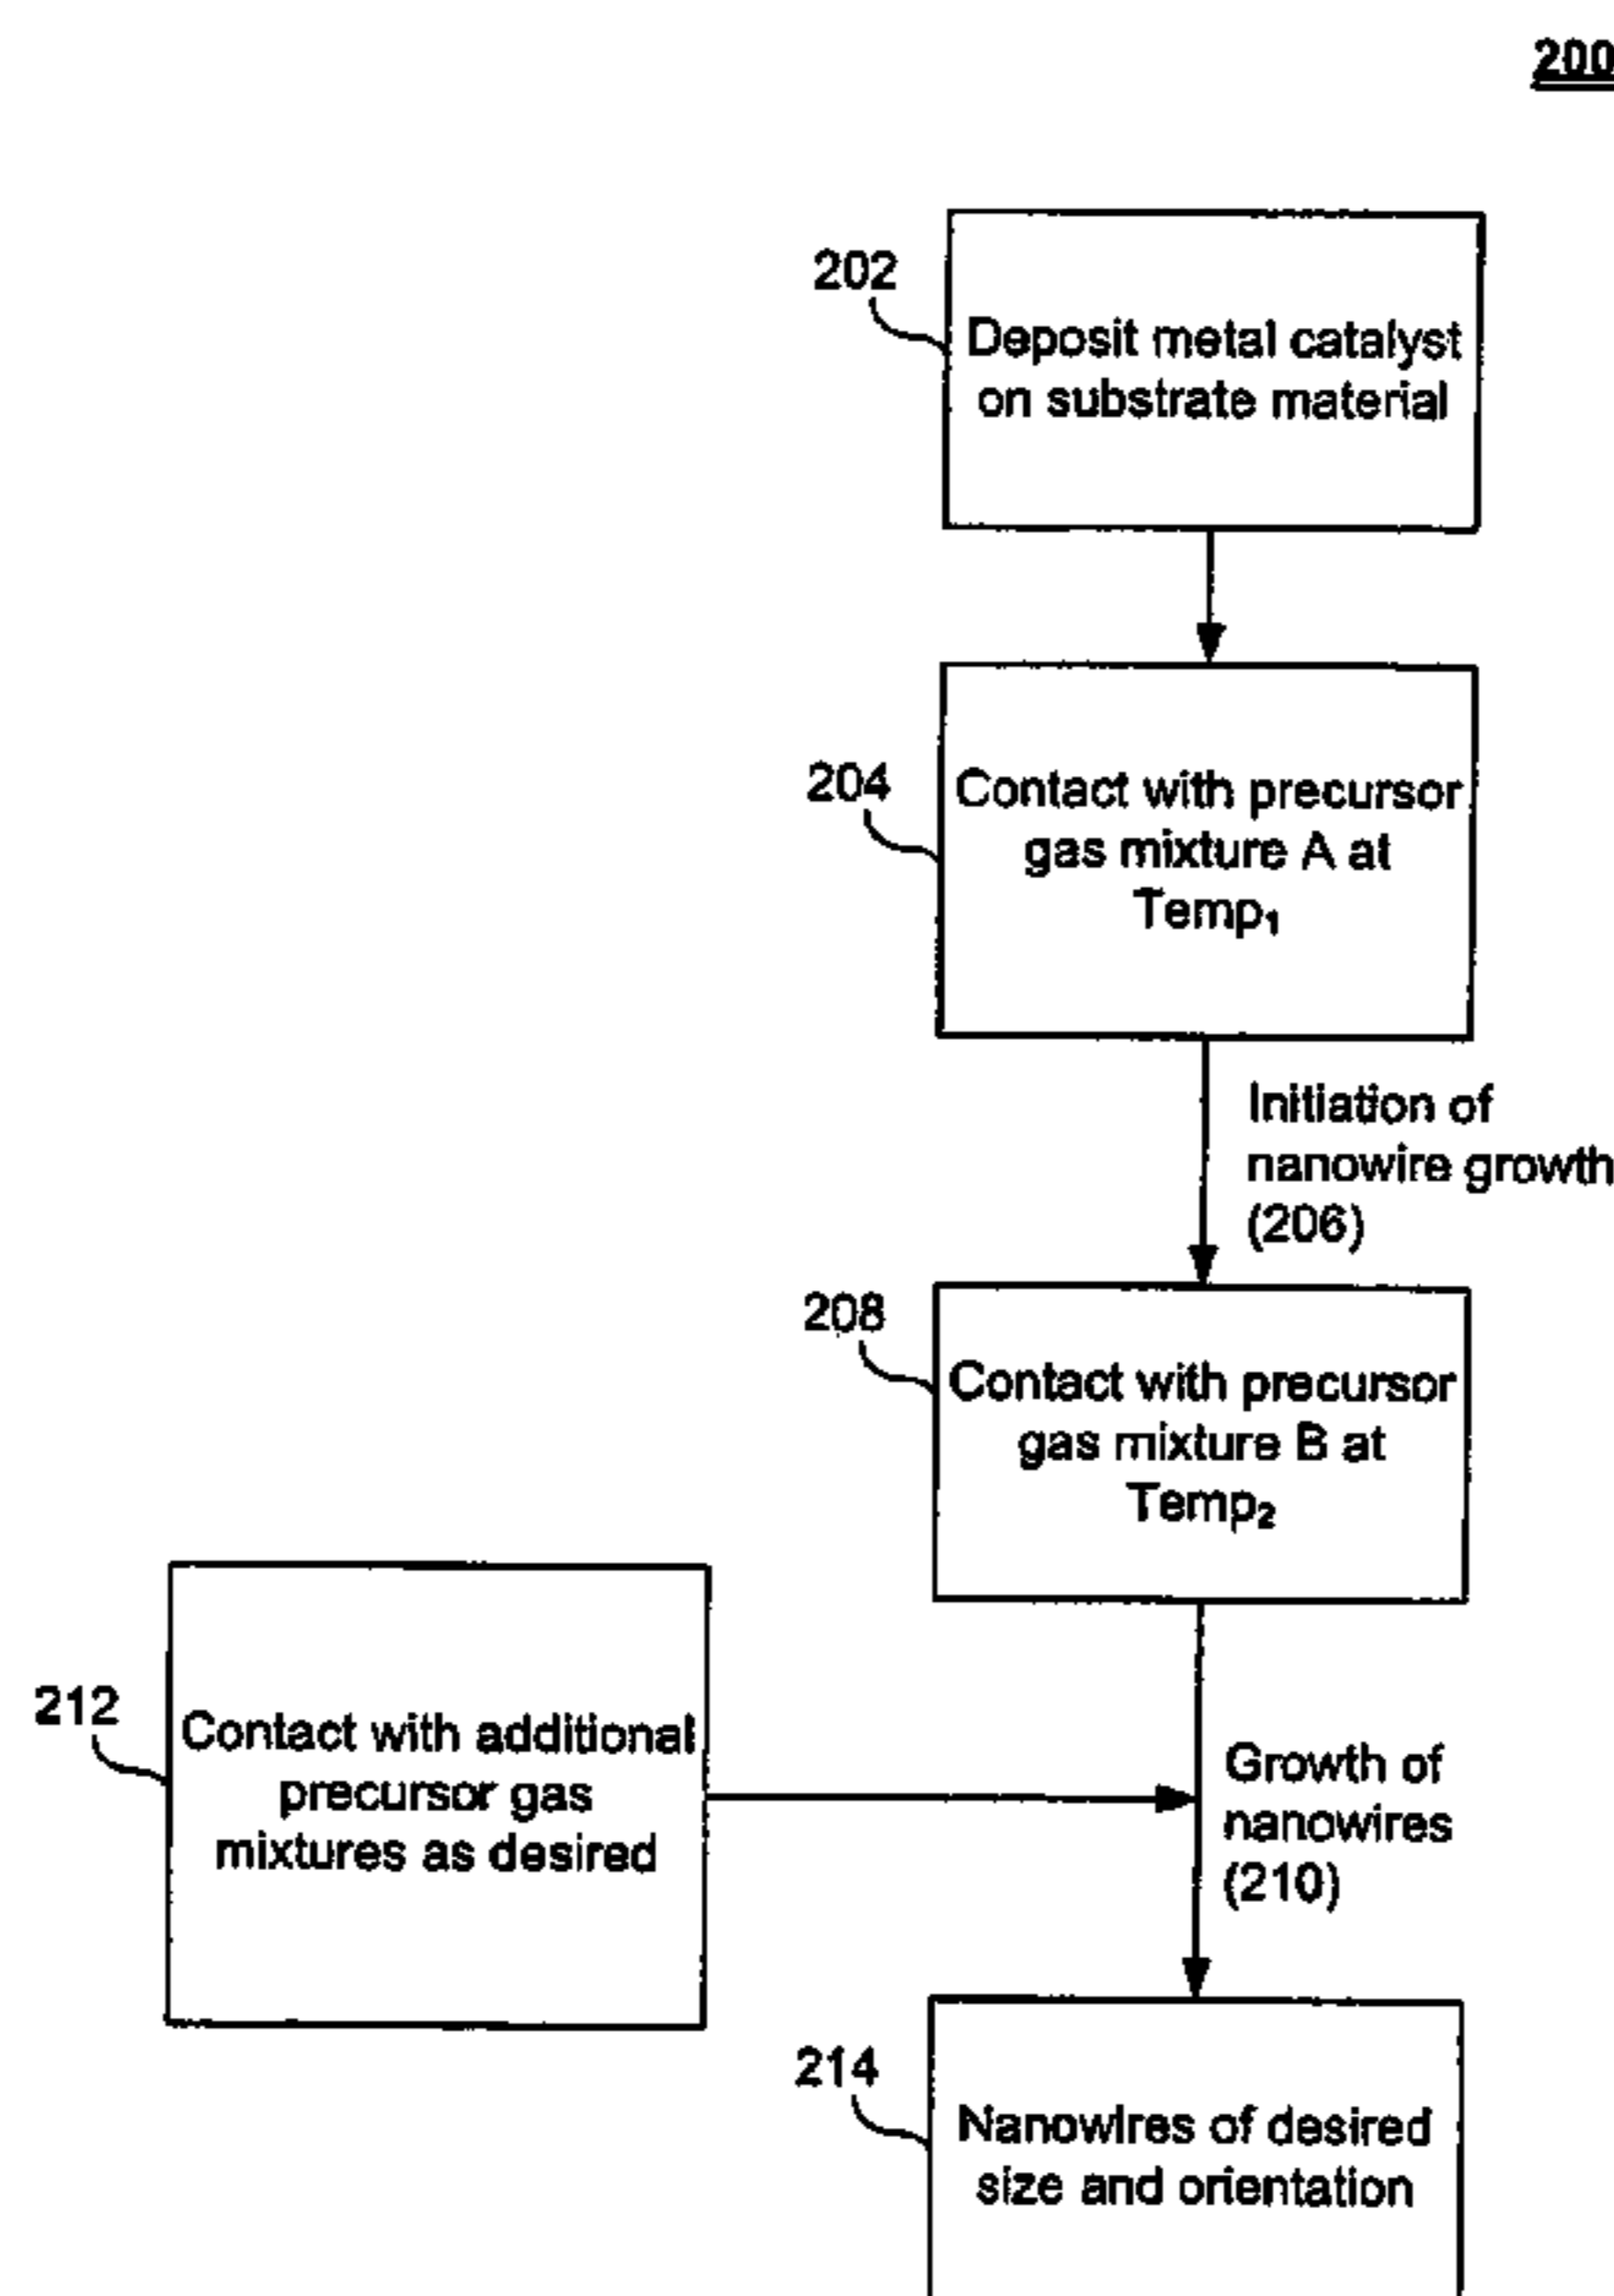 200
202
Deposit metal catalyst
on substrate material
204
Contact with precursor
gas mixture A at
Temp₁
Initiation of
nanowire growth
(206)
208
Contact with precursor
gas mixture B at
Temp₂
212
Contact with additional
precursor gas
mixtures as desired
Growth of
nanowires
(210)
214
Nanowires of desired
size and orientation